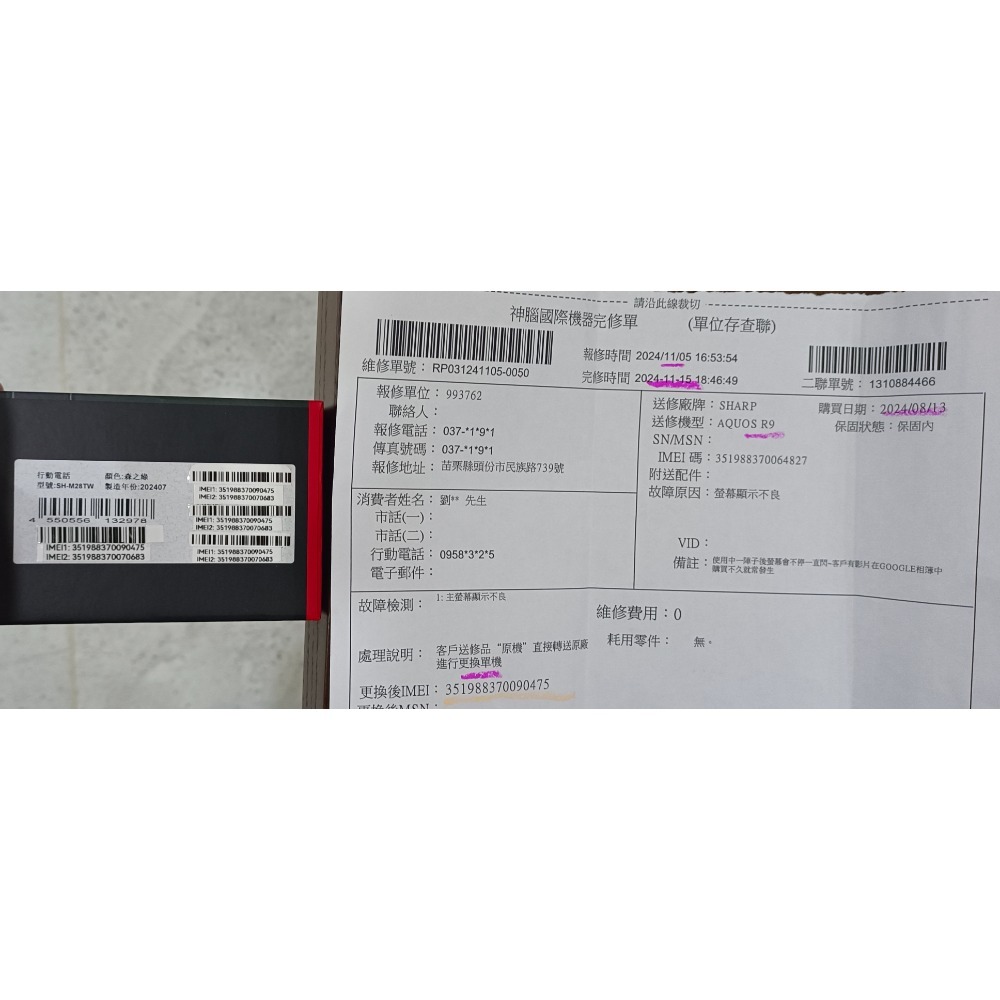 行動電話 顏色:森之綠
型號:SH-M28TW 製造年份:202407
4 550556 132978
IMEI1: 351988370090475
IMEI2: 351988370070683
IMEI1: 351988370090475
IMEI2: 351988370070683
IMEI1: 351988370090475
IMEI2: 351988370070683
IMEI1: 351988370090475
IMEI2: 351988370070683
請沿此線裁切
神腦國際機器完修單 (單位存查聯)
維修單號： RP031241105-0050
報修時間 2024/11/05 16:53:54
完修時間 2024-11-15 18:46:49
二聯單號： 1310884466
報修單位： 993762
聯絡人：
報修電話： 037-*1*9*1
傳真號碼： 037-*1*9*1
報修地址： 苗栗縣頭份市民族路739號
送修廠牌： SHARP 購買日期： 2024/08/13
送修機型： AQUOS R9 保固狀態： 保固內
SN/MSN：
IMEI 碼： 351988370064827
附送配件：
故障原因： 螢幕顯示不良
VID：
備註： 使用中一陣子後螢幕會不停一直閃~客戶有影片在GOOGLE相簿中
購買不久就常發生
消費者姓名： 劉** 先生
市話(一)：
市話(二)：
行動電話： 0958*3*2*5
電子郵件：
故障檢測： 1: 主螢幕顯示不良
維修費用：0
處理說明： 客戶送修品“原機”直接轉送原廠
進行更換單機
耗用零件： 無。
更換後IMEI： 351988370090475
更換後MSN：